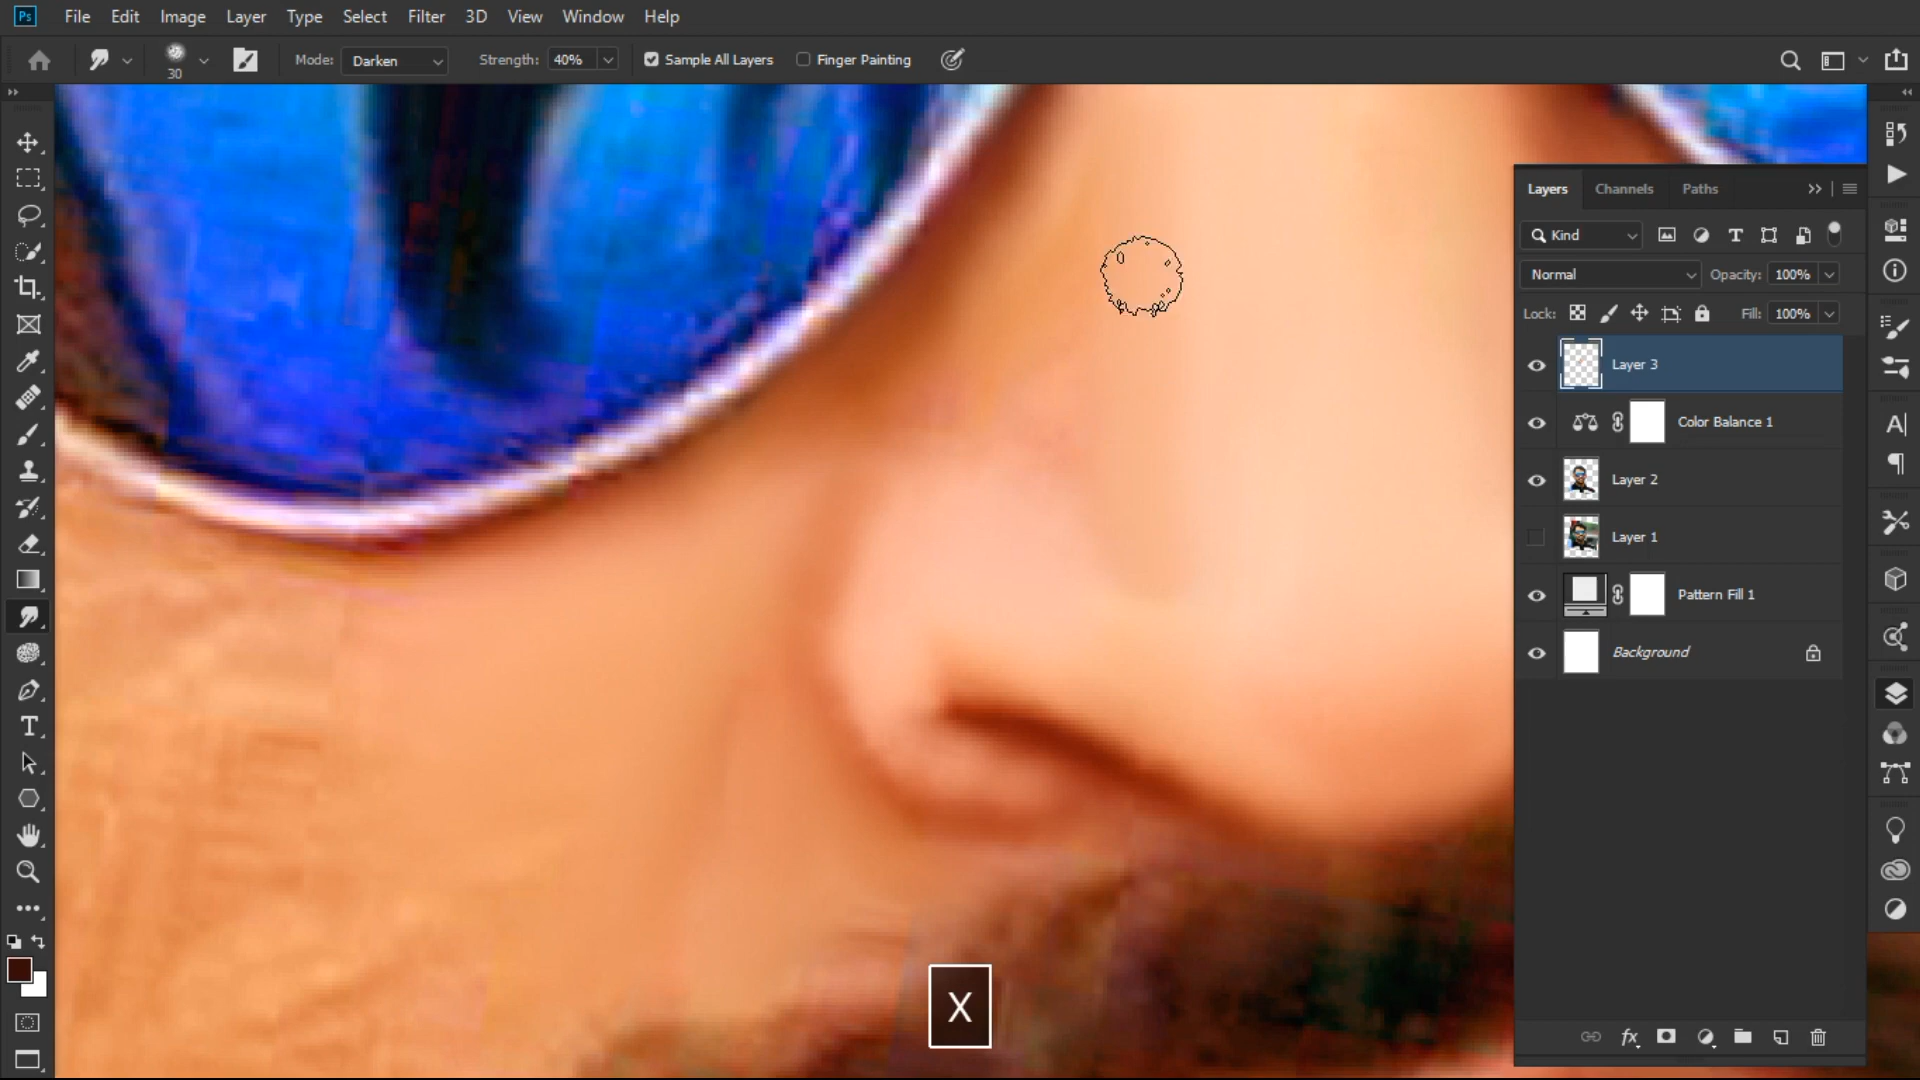 Ps File Edit Image Layer Type Select Filter 3D View Window Help
30 Mode: Darken Strength: 40% Sample All Layers Finger Painting
Layers Channels Paths
Kind
Normal Opacity: 100%
Lock: Fill: 100%
Layer 3
Color Balance 1
Layer 2
Layer 1
Pattern Fill 1
Background
X
fx